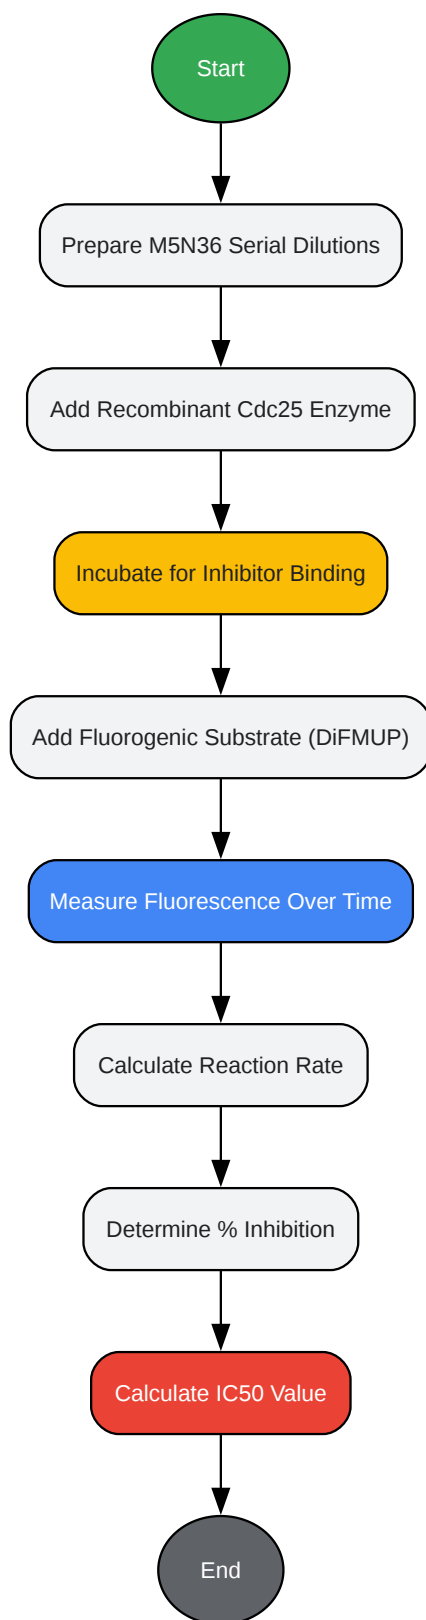 Start
Prepare M5N36 Serial Dilutions
Add Recombinant Cdc25 Enzyme
Incubate for Inhibitor Binding
Add Fluorogenic Substrate (DiFMUP)
Measure Fluorescence Over Time
Calculate Reaction Rate
Determine % Inhibition
Calculate IC50 Value
End